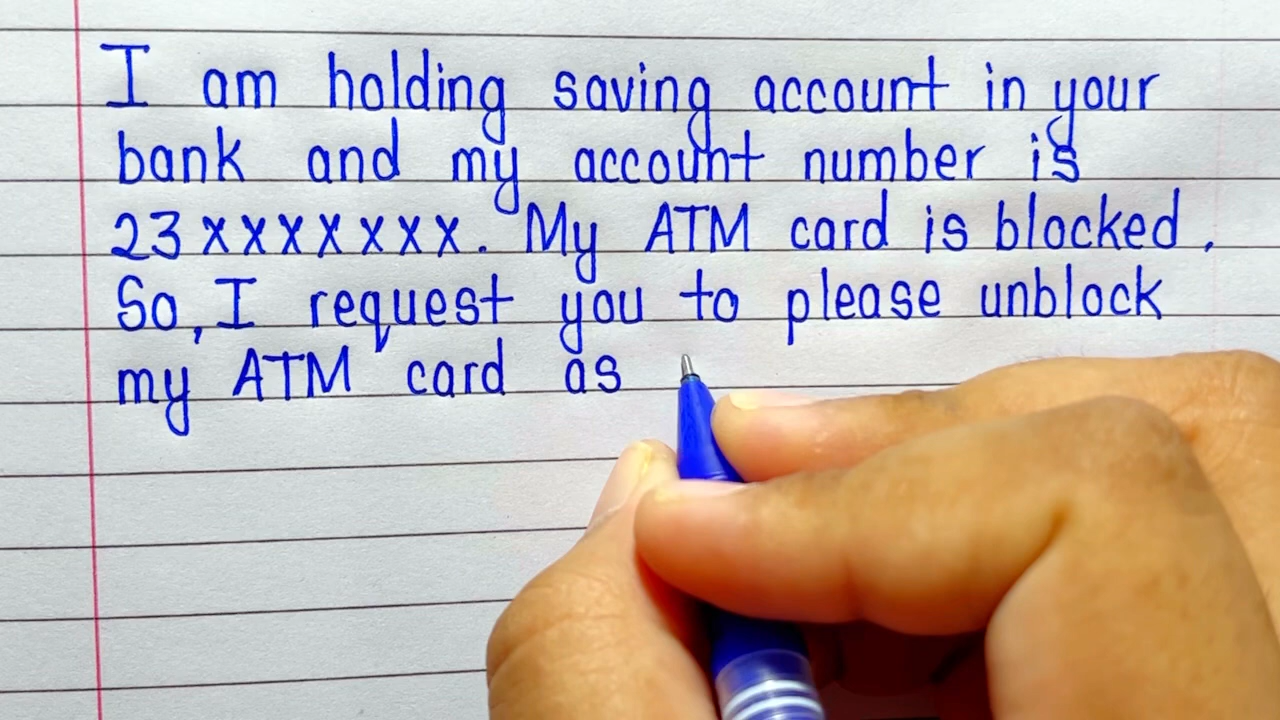 I am holding saving account in your
bank and my account number is
23xxxxxxx. My ATM card is blocked.
So, I request you to please unblock
my ATM card as